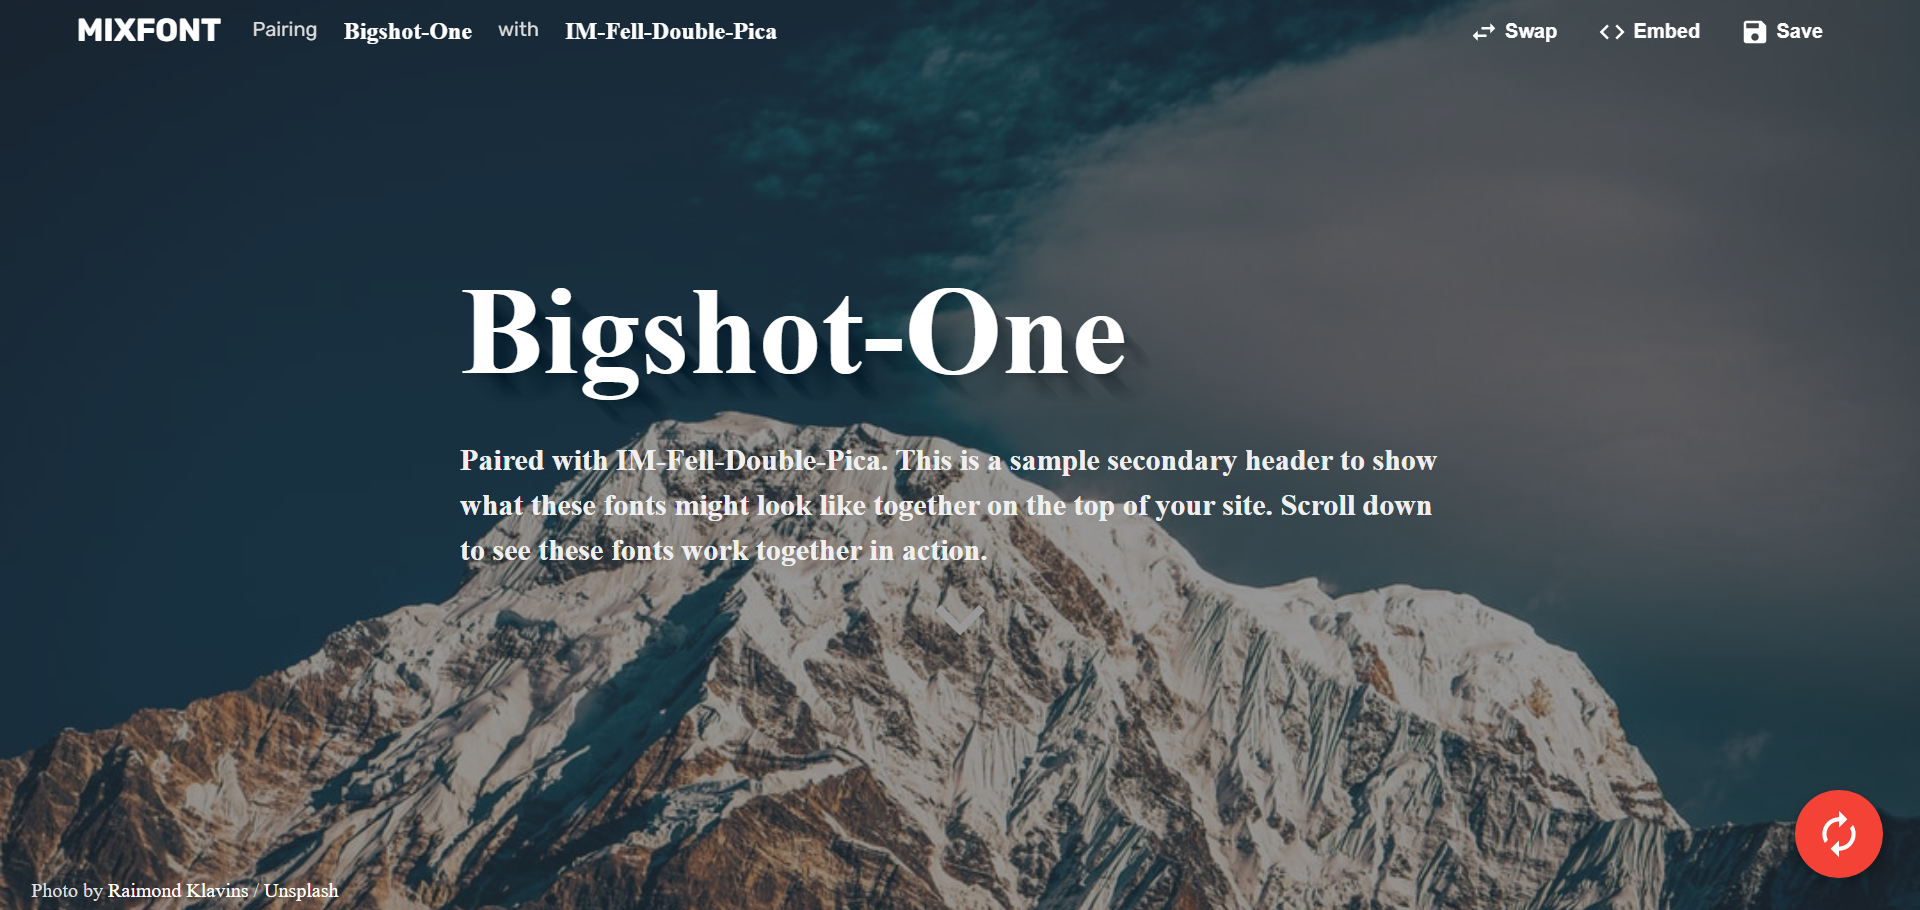 MIXFONT Pairing Bigshot-One with IM-Fell-Double-Pica Swap Embed Save
Bigshot-One
Paired with IM-Fell-Double-Pica. This is a sample secondary header to show
what these fonts might look like together on the top of your site. Scroll down
to see these fonts work together in action.
Photo by Raimond Klavins / Unsplash